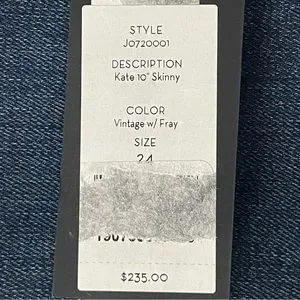 STYLE
J0720001
DESCRIPTION
Kate 10" Skinny
COLOR
Vintage w/ Fray
SIZE
24
$235.00